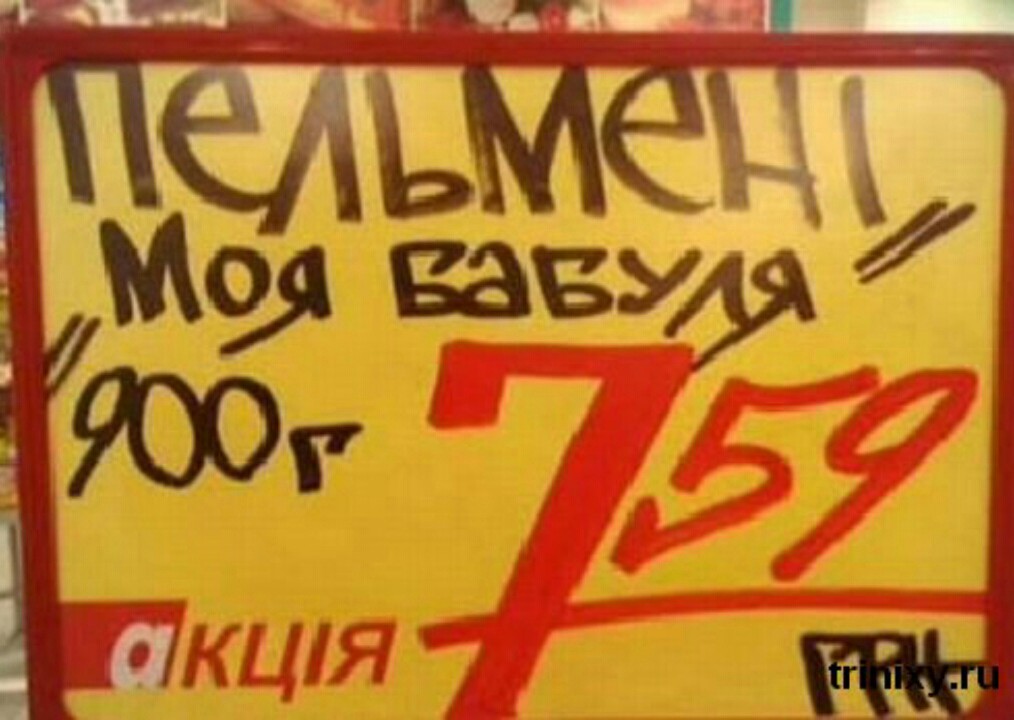 Пельмені
"Моя бабуля"
900г 7,59
акція
грн
trinixy.ru